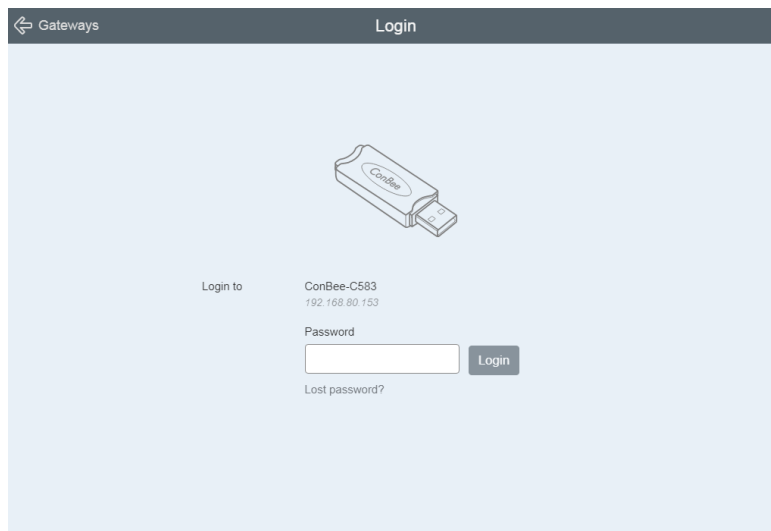 Gateways
Login
ConBee
Login to
ConBee-C583
192.168.80.153
Password
Login
Lost password?